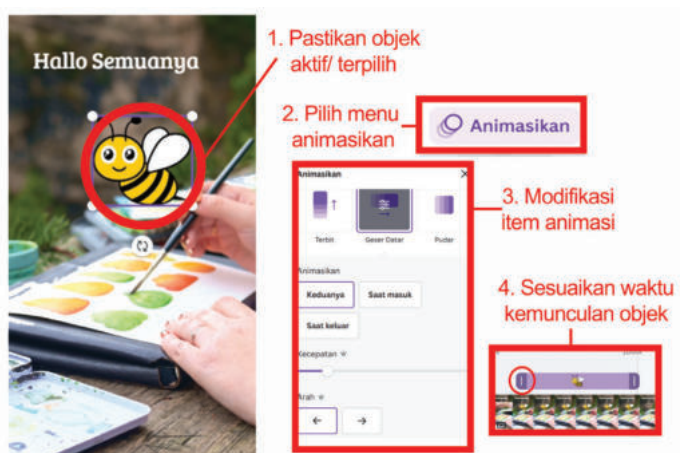 Hallo Semuanya
1. Pastikan objek
aktif/ terpilih
2. Pilih menu
animasikan
Animasikan
Animasikan
Terbit
Geser Datar
Pudar
Animasikan
Keduanya
Saat masuk
Saat keluar
Kecepatan
Arah
3. Modifikasi
item animasi
4. Sesuaikan waktu
kemunculan objek